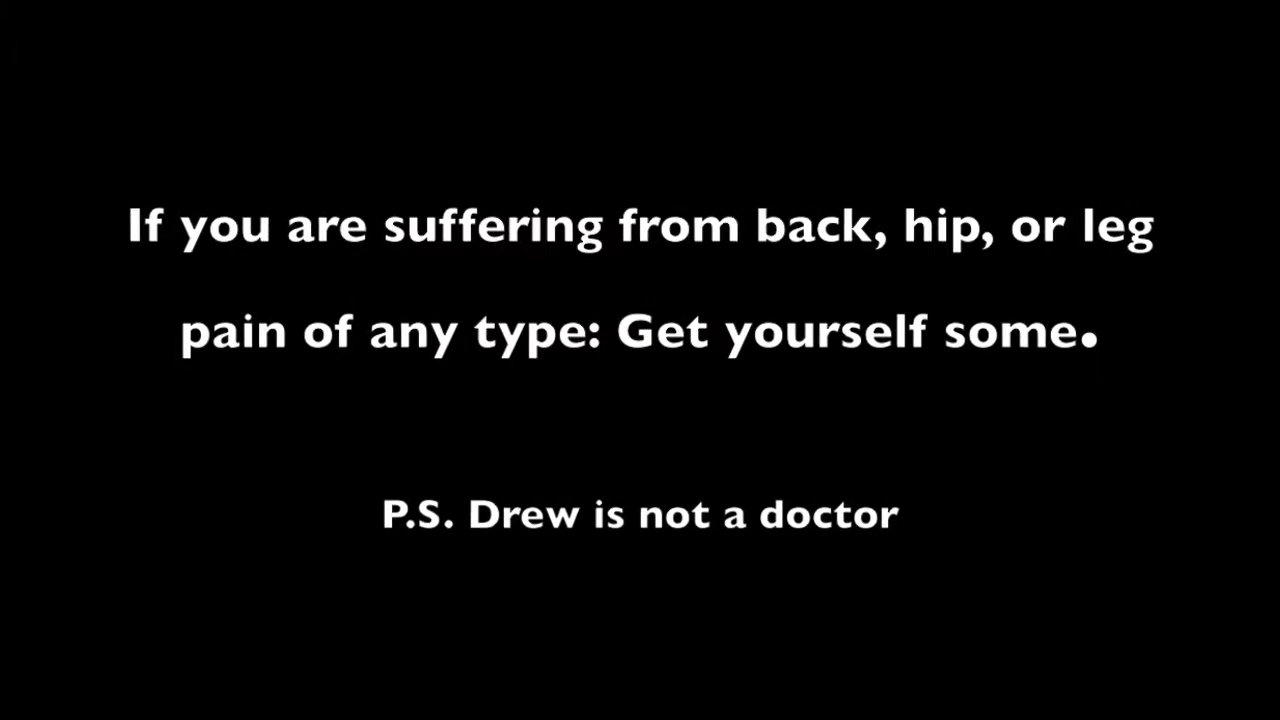 If you are suffering from back, hip, or leg
pain of any type: Get yourself some.
P.S. Drew is not a doctor